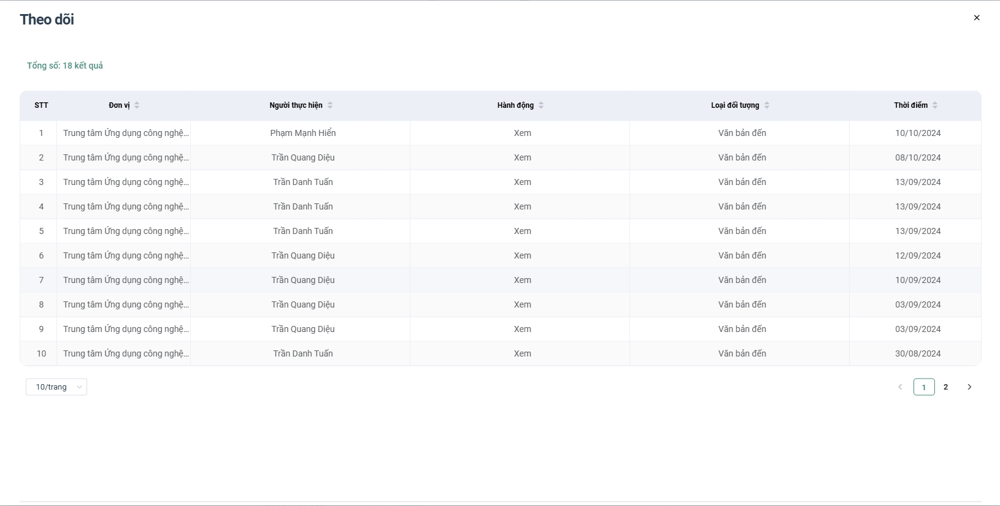 Theo dõi
Tổng số: 18 kết quả
STT Đơn vị Người thực hiện Hành động Loại đối tượng Thời điểm
1 Trung tâm Ứng dụng công nghệ... Phạm Mạnh Hiển Xem Văn bản đến 10/10/2024
2 Trung tâm Ứng dụng công nghệ... Trần Quang Diệu Xem Văn bản đến 08/10/2024
3 Trung tâm Ứng dụng công nghệ... Trần Danh Tuấn Xem Văn bản đến 13/09/2024
4 Trung tâm Ứng dụng công nghệ... Trần Danh Tuấn Xem Văn bản đến 13/09/2024
5 Trung tâm Ứng dụng công nghệ... Trần Danh Tuấn Xem Văn bản đến 13/09/2024
6 Trung tâm Ứng dụng công nghệ... Trần Quang Diệu Xem Văn bản đến 12/09/2024
7 Trung tâm Ứng dụng công nghệ... Trần Quang Diệu Xem Văn bản đến 10/09/2024
8 Trung tâm Ứng dụng công nghệ... Trần Quang Diệu Xem Văn bản đến 03/09/2024
9 Trung tâm Ứng dụng công nghệ... Trần Quang Diệu Xem Văn bản đến 03/09/2024
10 Trung tâm Ứng dụng công nghệ... Trần Danh Tuấn Xem Văn bản đến 30/08/2024
10/trang 1 2